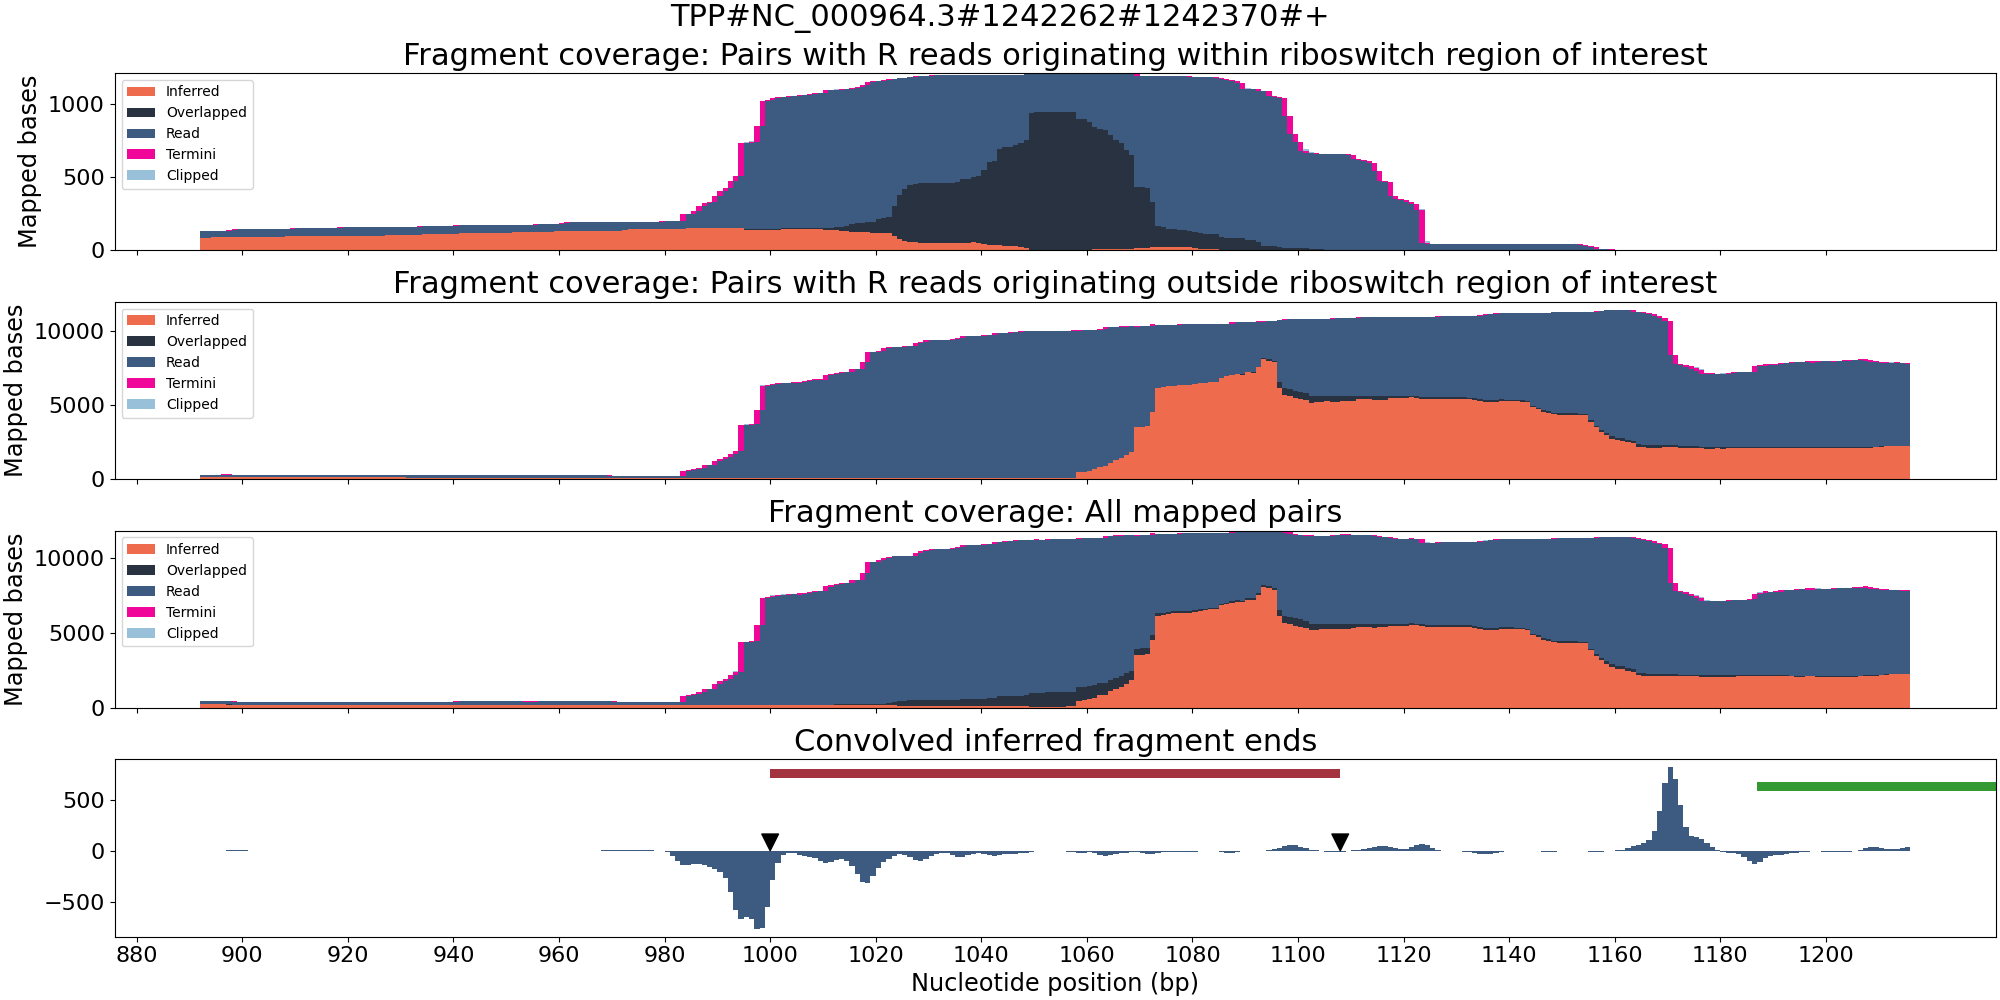 TPP#NC_000964.3#1242262#1242370#+
Fragment coverage: Pairs with R reads originating within riboswitch region of interest
Mapped bases
1000
500
0
Inferred
Overlapped
Read
Termini
Clipped
Fragment coverage: Pairs with R reads originating outside riboswitch region of interest
Mapped bases
10000
5000
0
Inferred
Overlapped
Read
Termini
Clipped
Fragment coverage: All mapped pairs
Mapped bases
10000
5000
0
Inferred
Overlapped
Read
Termini
Clipped
Convolved inferred fragment ends
500
0
−500
880 900 920 940 960 980 1000 1020 1040 1060 1080 1100 1120 1140 1160 1180 1200
Nucleotide position (bp)